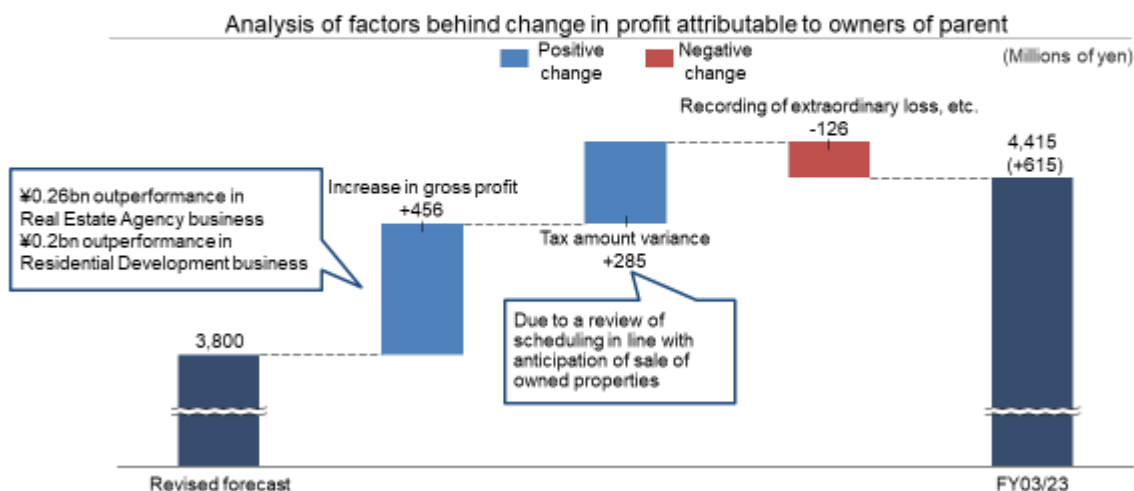 Analysis of factors behind change in profit attributable to owners of parent
Positive
change
Negative
change
(Millions of yen)
Recording of extraordinary loss, etc.
-126
4,415
(+615)
¥0.26bn outperformance in
Real Estate Agency business
¥0.2bn outperformance in
Residential Development business
Increase in gross profit
+456
Tax amount variance
+285
Due to a review of
scheduling in line with
anticipation of sale of
owned properties
3,800
Revised forecast
FY03/23